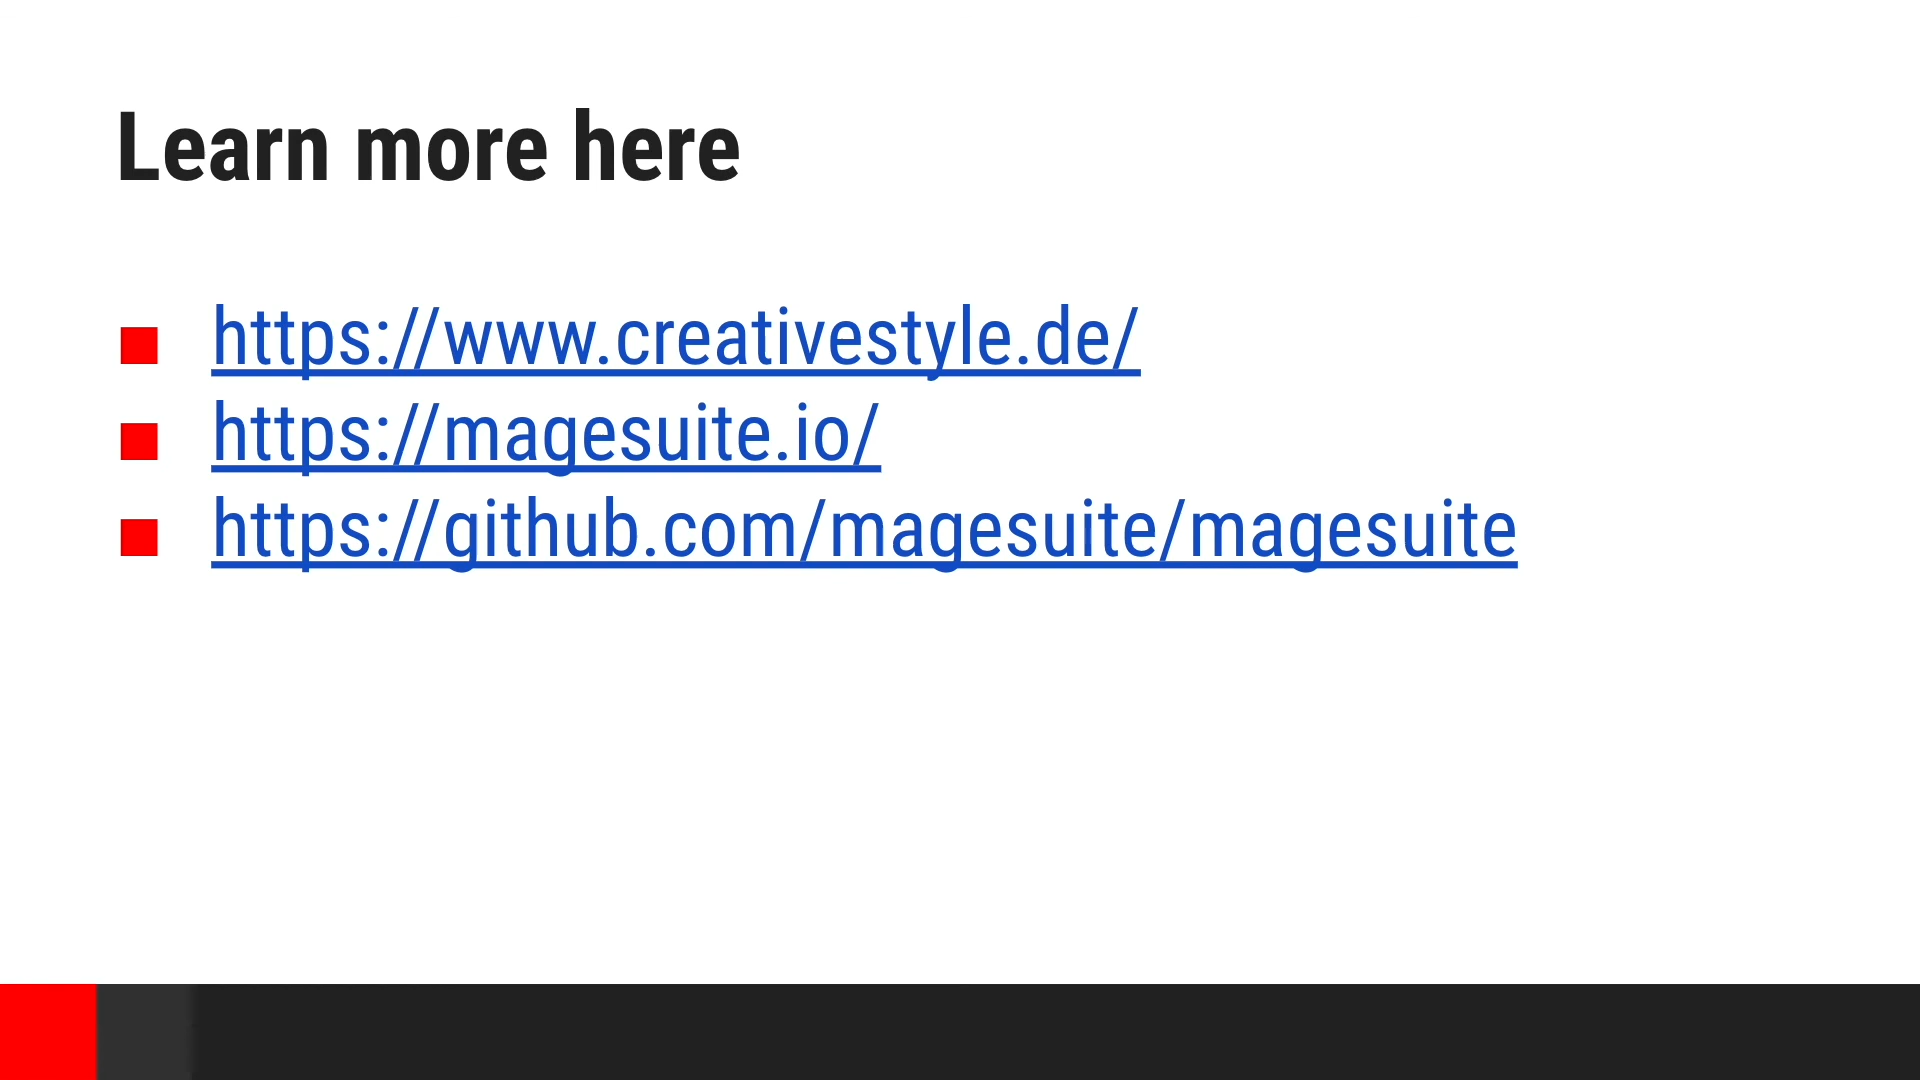 Learn more here
https://www.creativestyle.de/
https://magesuite.io/
https://github.com/magesuite/magesuite